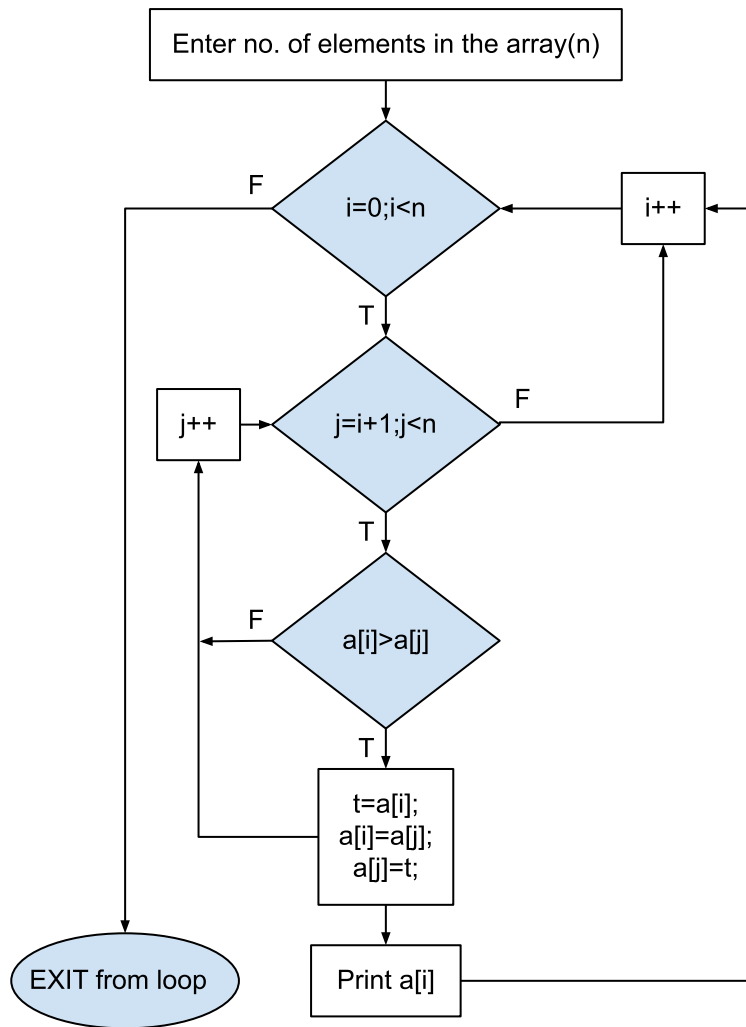 Enter no. of elements in the array(n)
F
i=0;i<n
i++
T
j++
j=i+1;j<n
F
T
F
a[i]>a[j]
T
t=a[i];
a[i]=a[j];
a[j]=t;
EXIT from loop
Print a[i]